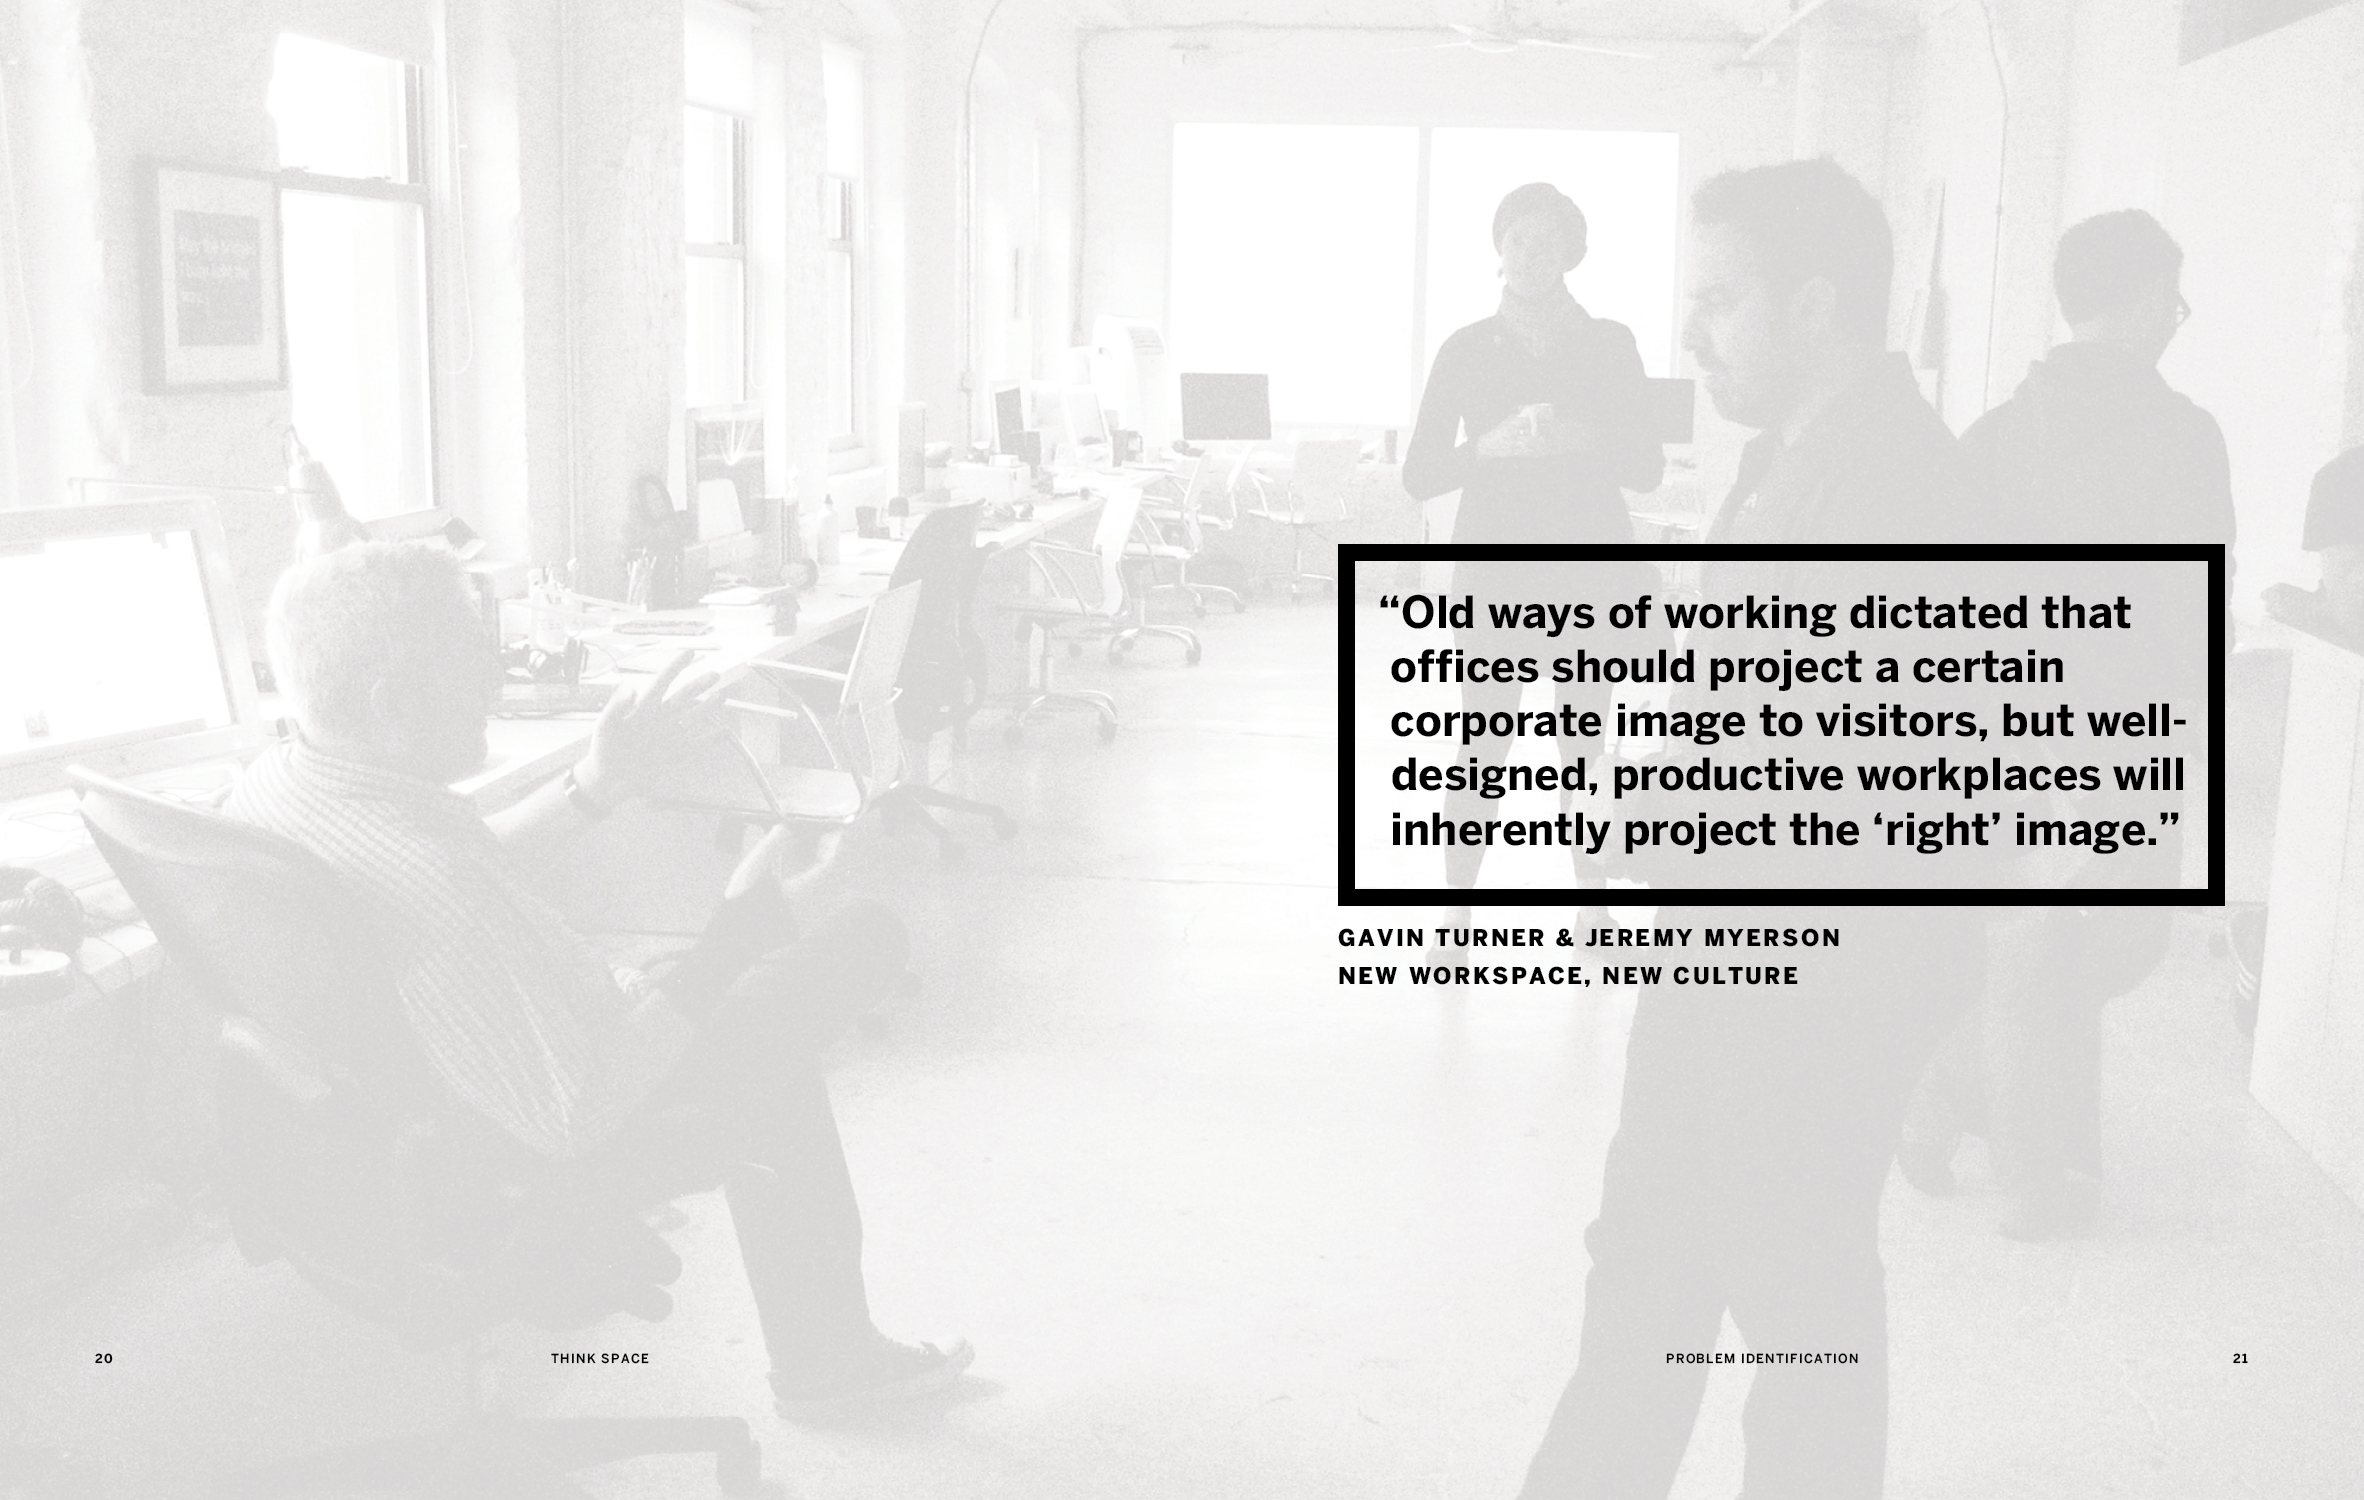 “Old ways of working dictated that
offices should project a certain
corporate image to visitors, but well-
designed, productive workplaces will
inherently project the ‘right’ image.”
GAVIN TURNER & JEREMY MYERSON
NEW WORKSPACE, NEW CULTURE
20
THINK SPACE
PROBLEM IDENTIFICATION
21